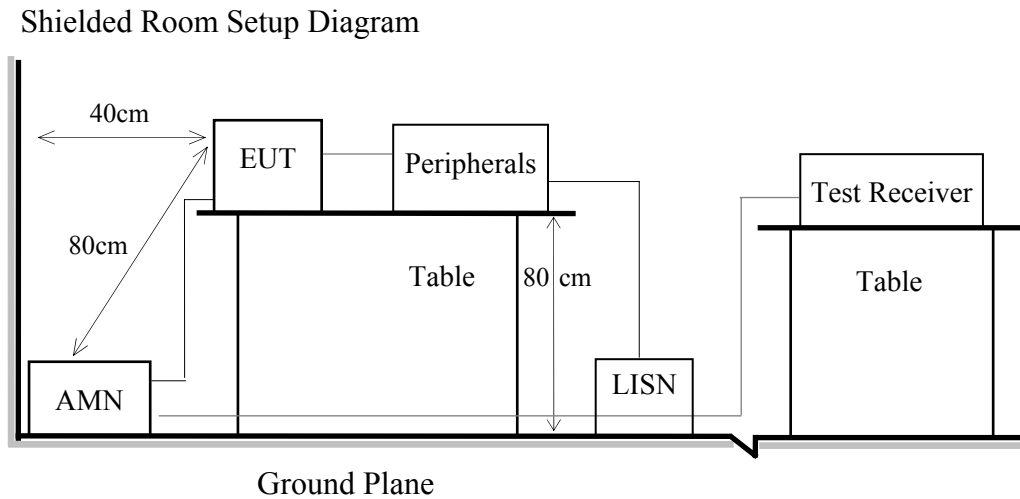 Shielded Room Setup Diagram
40cm
EUT
Peripherals
Test Receiver
80cm
Table
80 cm
Table
AMN
LISN
Ground Plane